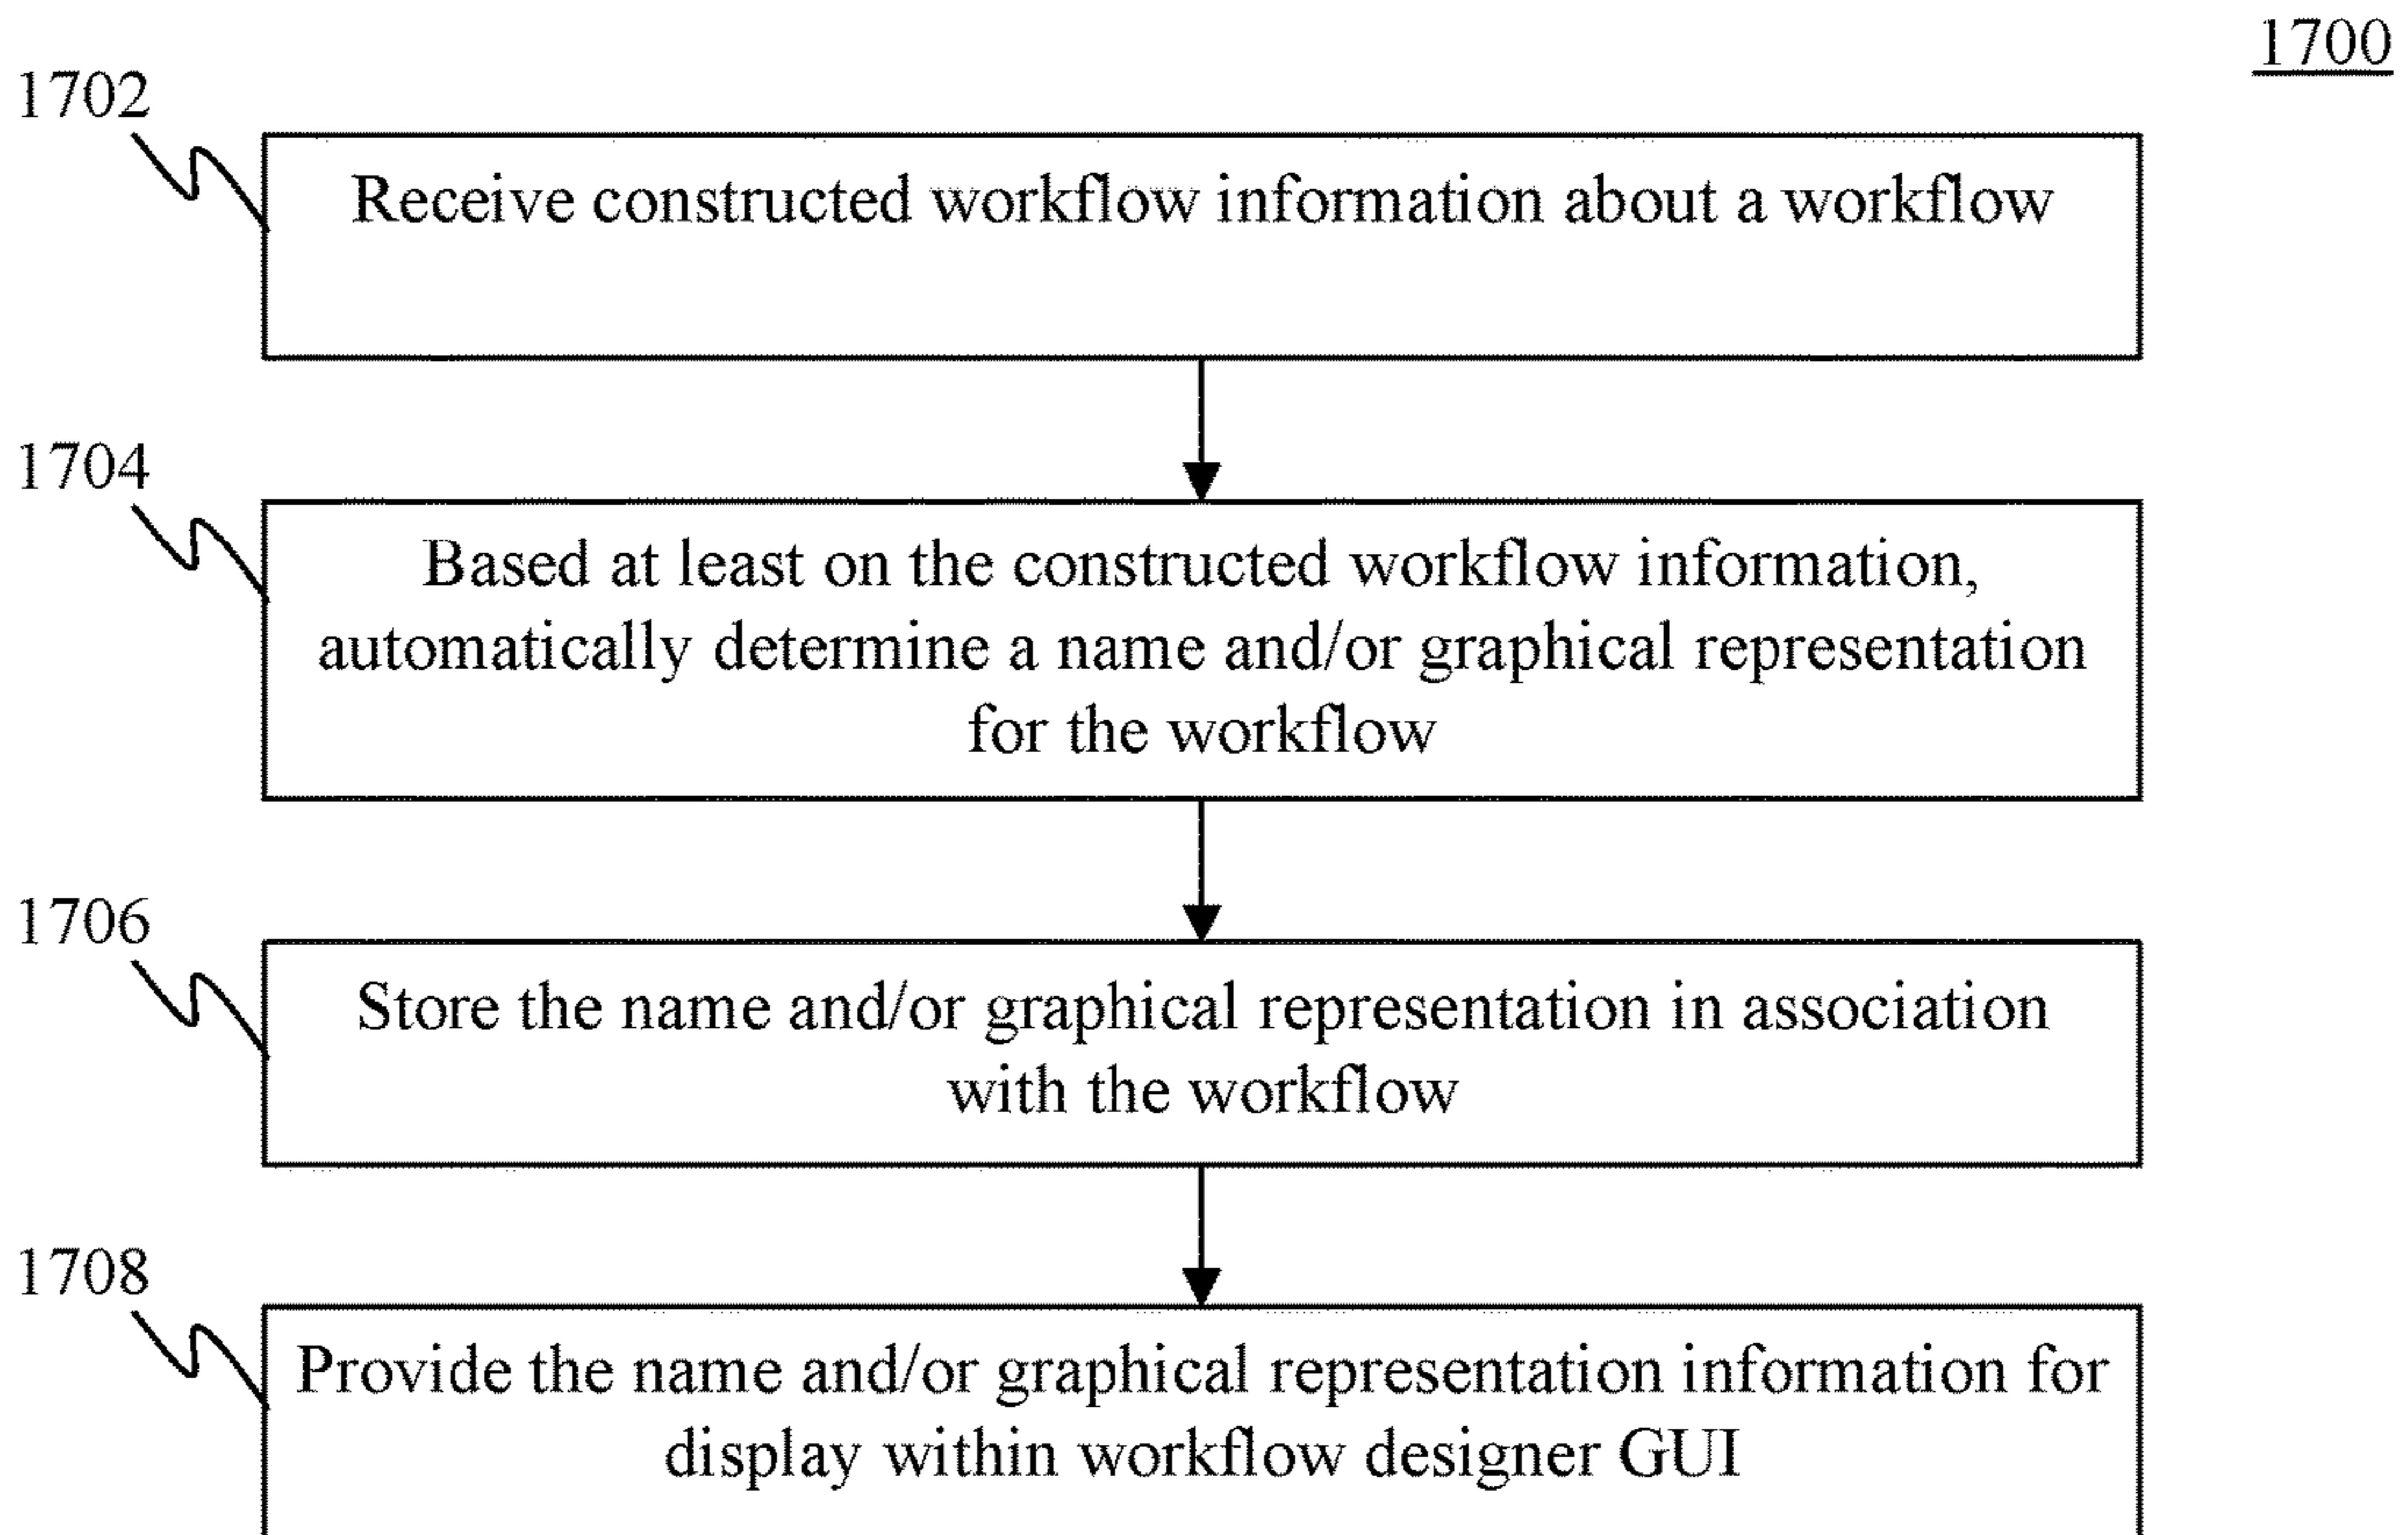 1700
1702
Receive constructed workflow information about a workflow
1704
Based at least on the constructed workflow information,
automatically determine a name and/or graphical representation
for the workflow
1706
Store the name and/or graphical representation in association
with the workflow
1708
Provide the name and/or graphical representation information for
display within workflow designer GUI